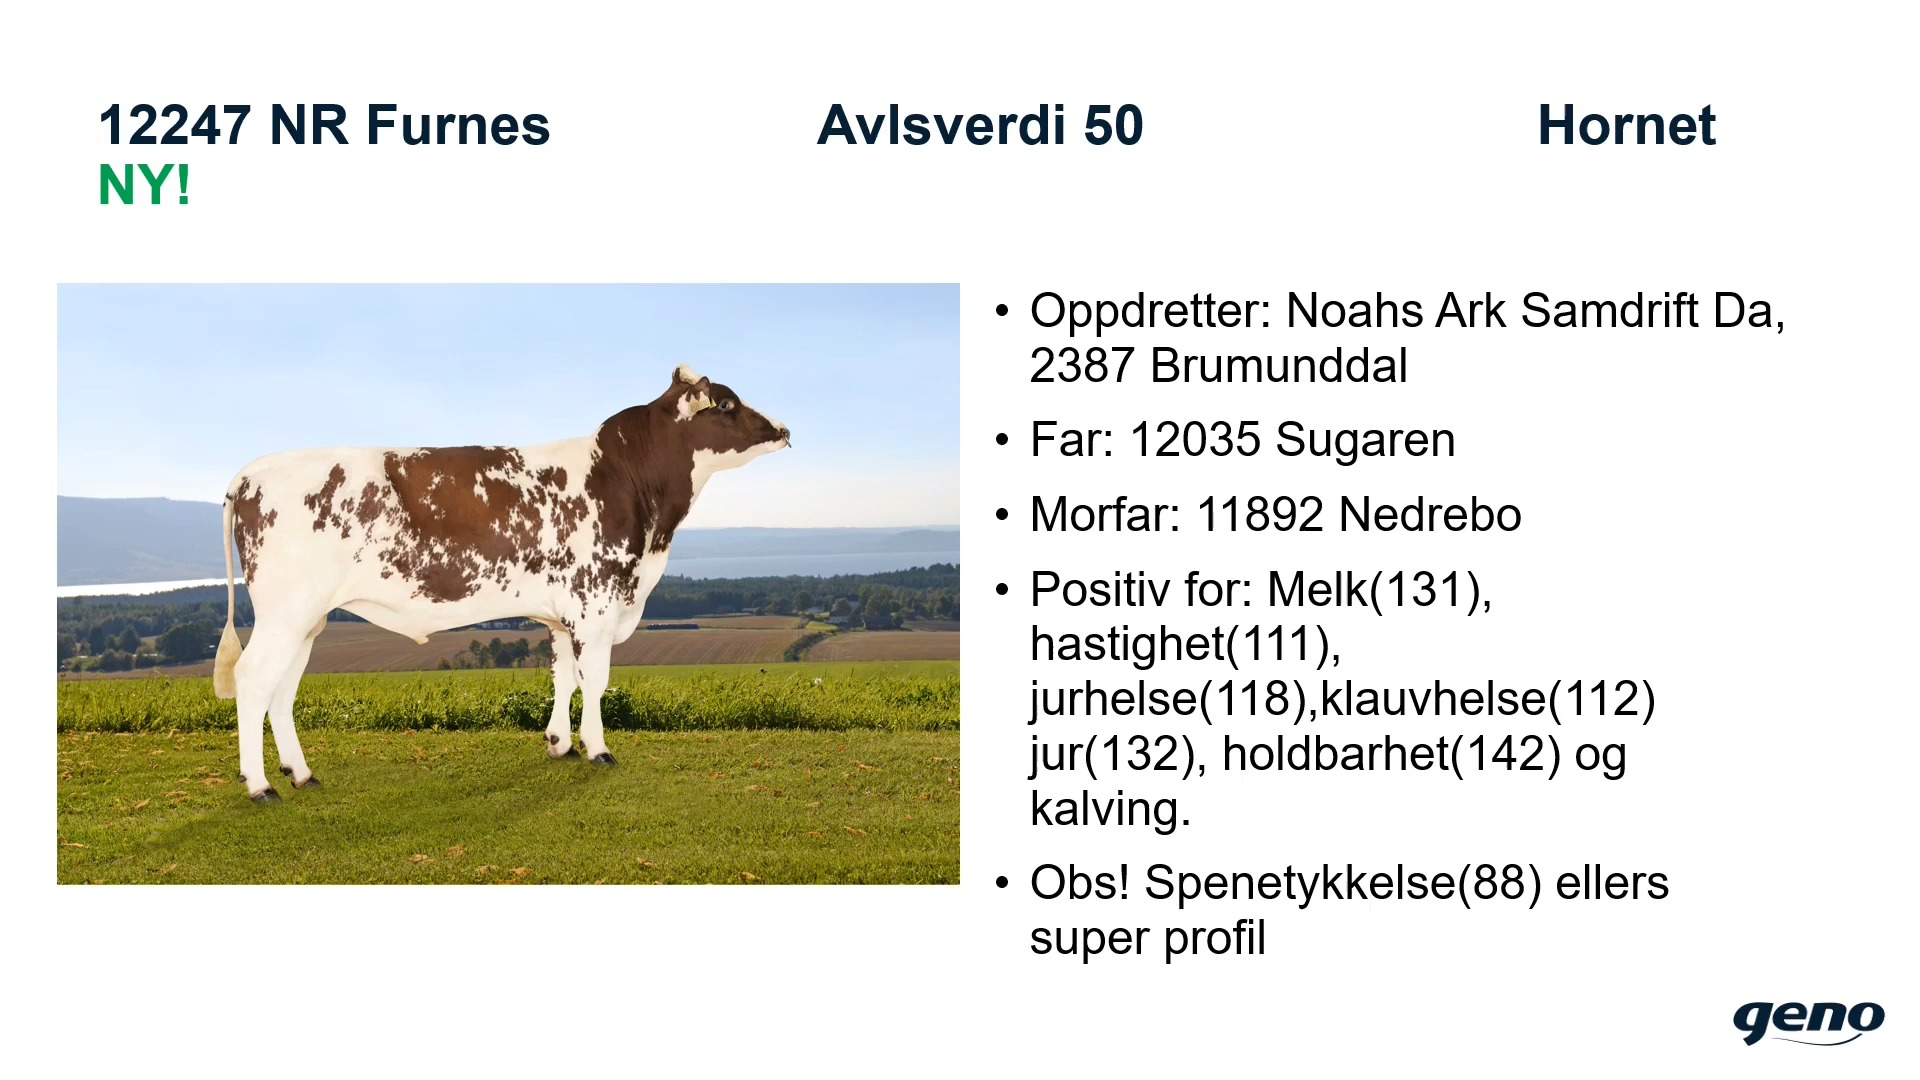 12247 NR Furnes Avlsverdi 50 Hornet
NY!
• Oppdretter: Noahs Ark Samdrift Da,
2387 Brumunddal
• Far: 12035 Sugaren
• Morfar: 11892 Nedrebo
• Positiv for: Melk(131),
hastighet(111),
jurhelse(118),klauvhelse(112)
jur(132), holdbarhet(142) og
kalving.
• Obs! Spenetykkelse(88) ellers
super profil
geno